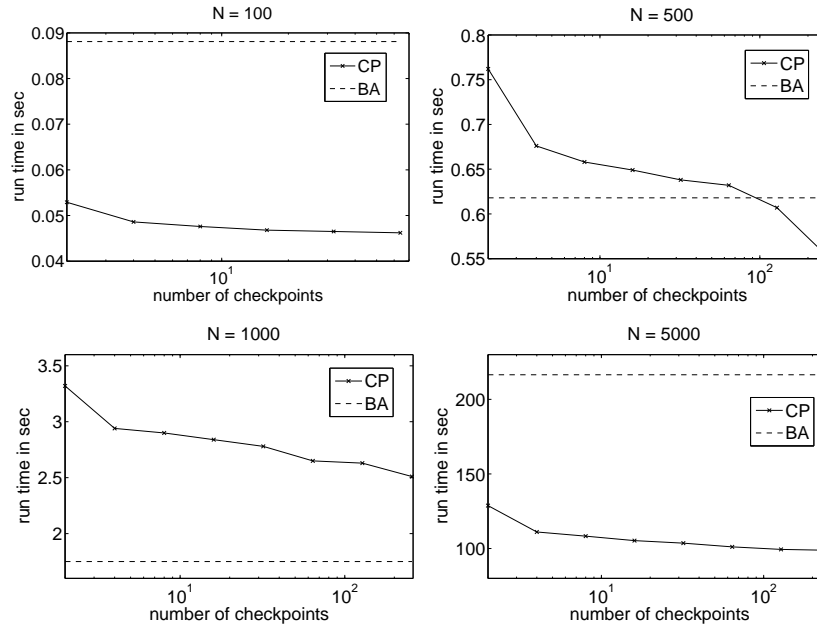 N = 100
0.09
0.08
0.07
0.06
0.05
0.04
run time in sec
CP
BA
10^1
number of checkpoints
N = 500
0.8
0.75
0.7
0.65
0.6
0.55
run time in sec
CP
BA
10^1
10^2
number of checkpoints
N = 1000
3.5
3
2.5
2
run time in sec
CP
BA
10^1
10^2
number of checkpoints
N = 5000
200
150
100
run time in sec
CP
BA
10^1
10^2
number of checkpoints